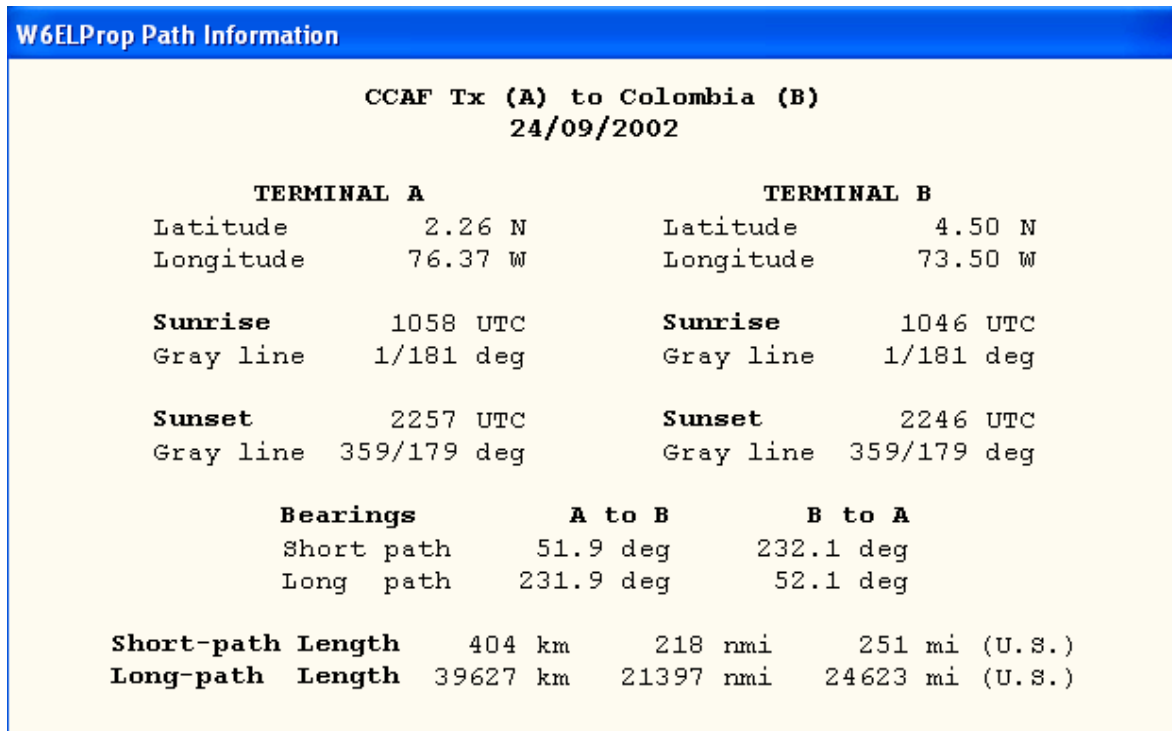 W6ELProp Path Information
CCAF Tx (A) to Colombia (B)
24/09/2002
TERMINAL A TERMINAL B
Latitude 2.26 N Latitude 4.50 N
Longitude 76.37 W Longitude 73.50 W
Sunrise 1058 UTC Sunrise 1046 UTC
Gray line 1/181 deg Gray line 1/181 deg
Sunset 2257 UTC Sunset 2246 UTC
Gray line 359/179 deg Gray line 359/179 deg
Bearings A to B B to A
Short path 51.9 deg 232.1 deg
Long path 231.9 deg 52.1 deg
Short-path Length 404 km 218 nmi 251 mi (U.S.)
Long-path Length 39627 km 21397 nmi 24623 mi (U.S.)